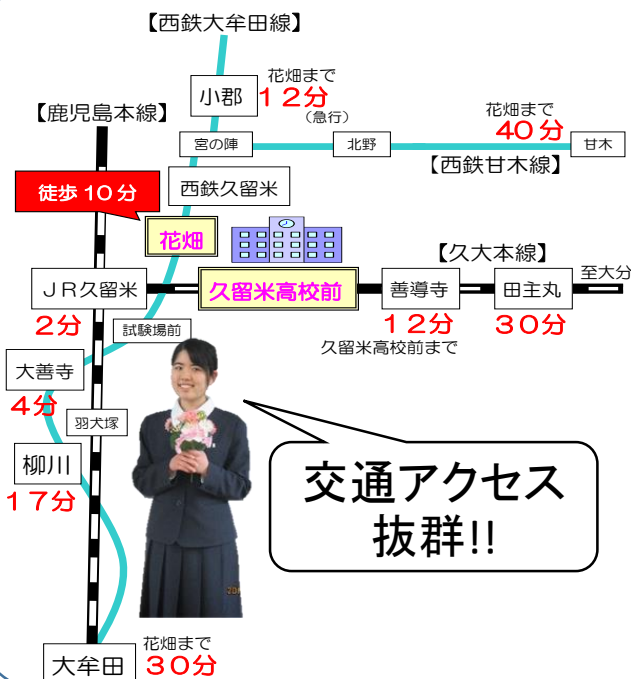 【西鉄大牟田線】
花畑まで
小郡
12分
（急行）
【鹿児島本線】
花畑まで
40分
宮の陣
北野
甘木
【西鉄甘木線】
徒歩10分
西鉄久留米
花畑
【久大本線】
至大分
JR久留米
久留米高校前
善導寺
田主丸
2分
12分
30分
試験場前
久留米高校前まで
大善寺
4分
羽犬塚
柳川
17分
交通アクセス
抜群!!
花畑まで
大牟田
30分